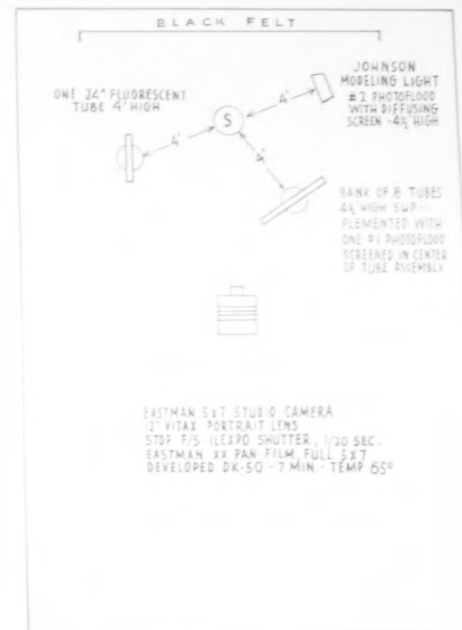 BLACK FELT
ONE 24" FLUORESCENT
TUBE 4' HIGH
JOHNSON
MODELING LIGHT
#2 PHOTOFLOOD
WITH DIFFUSING
SCREEN - 4½' HIGH
4'
S
4'
4'
BANK OF 8 TUBES
4½ HIGH SUP-
PLEMENTED WITH
ONE #1 PHOTOFLOOD
SCREENED IN CENTER
OF TUBE ASSEMBLY
EASTMAN 5X7 STUDIO CAMERA
12" VITAX PORTRAIT LENS
STOP F/5 ILEXPO SHUTTER, 1/20 SEC.
EASTMAN XX PAN FILM, FULL 5X7
DEVELOPED DK-50 - 7 MIN - TEMP 65°